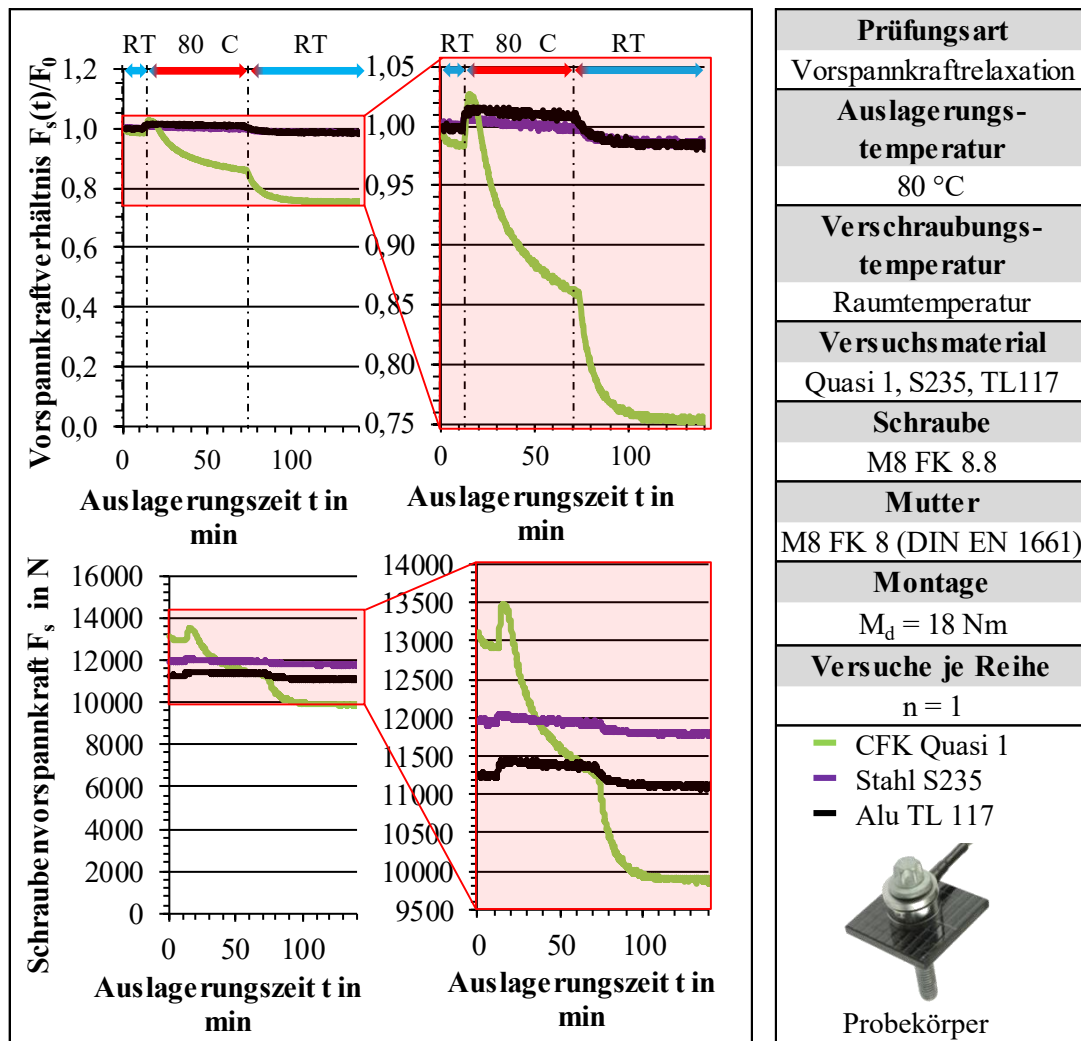 RT 80 C RT
Vorspannkraftverhältnis Fs(t)/F0
1,2
1,0
0,8
0,6
0,4
0,2
0,0
0 50 100
Auslagerungszeit t in
min
1,05
1,00
0,95
0,90
0,85
0,80
0,75
RT 80 C RT
0 50 100
Auslagerungszeit t in
min
Schraubenvorspannkraft Fs in N
16000
14000
12000
10000
8000
6000
4000
2000
0
0 50 100
Auslagerungszeit t in
min
14000
13500
13000
12500
12000
11500
11000
10500
10000
9500
0 50 100
Auslagerungszeit t in
min
Prüfungsart
Vorspannkraftrelaxation
Auslagerungs-
temperatur
80 °C
Verschraubungs-
temperatur
Raumtemperatur
Versuchsmaterial
Quasi 1, S235, TL117
Schraube
M8 FK 8.8
Mutter
M8 FK 8 (DIN EN 1661)
Montage
Md = 18 Nm
Versuche je Reihe
n = 1
CFK Quasi 1
Stahl S235
Alu TL 117
Probekörper